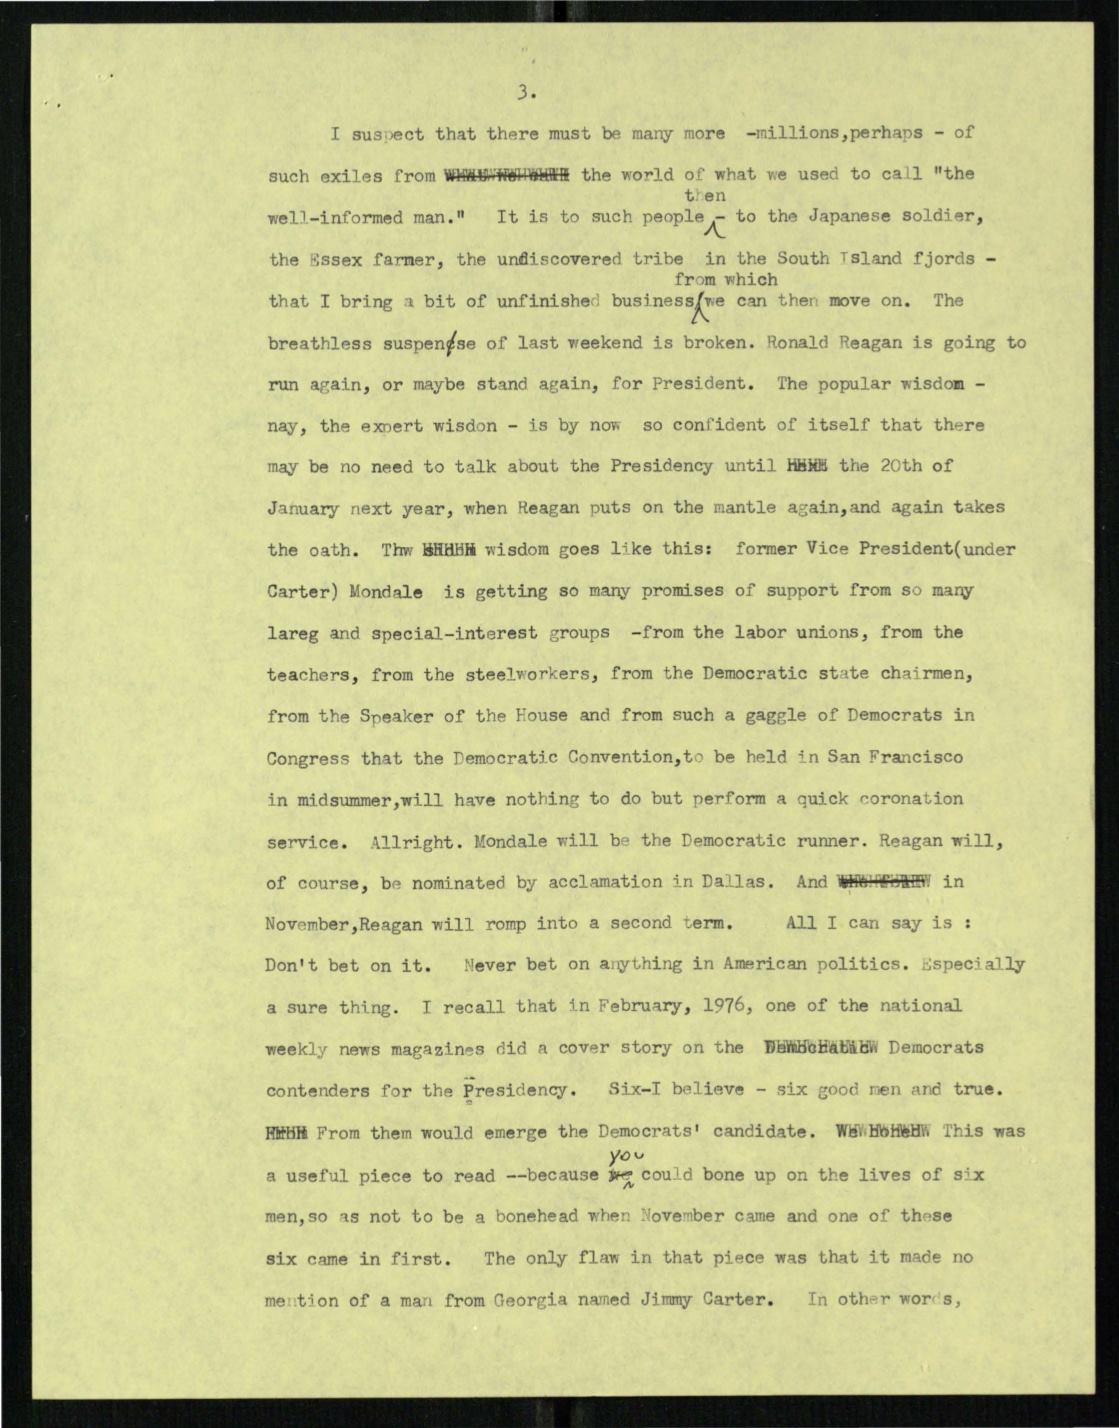 3.
I suspect that there must be many more -millions,perhaps - of
such exiles from the world of what we used to call "the
then
well-informed man." It is to such people - to the Japanese soldier,
the Essex farmer, the undiscovered tribe in the South Island fjords -
from which
that I bring a bit of unfinished business we can then move on. The
breathless suspense of last weekend is broken. Ronald Reagan is going to
run again, or maybe stand again, for President. The popular wisdom -
nay, the expert wisdon - is by now so confident of itself that there
may be no need to talk about the Presidency until the 20th of
January next year, when Reagan puts on the mantle again,and again takes
the oath. Thw wisdom goes like this: former Vice President(under
Carter) Mondale is getting so many promises of support from so many
lareg and special-interest groups -from the labor unions, from the
teachers, from the steelworkers, from the Democratic state chairmen,
from the Speaker of the House and from such a gaggle of Democrats in
Congress that the Democratic Convention,to be held in San Francisco
in midsummer,will have nothing to do but perform a quick coronation
service. Allright. Mondale will be the Democratic runner. Reagan will,
of course, be nominated by acclamation in Dallas. And in
November,Reagan will romp into a second term. All I can say is :
Don't bet on it. Never bet on anything in American politics. Especially
a sure thing. I recall that in February, 1976, one of the national
weekly news magazines did a cover story on the Democrats
contenders for the Presidency. Six-I believe - six good men and true.
From them would emerge the Democrats' candidate. This was
you
a useful piece to read --because we could bone up on the lives of six
men,so as not to be a bonehead when November came and one of these
six came in first. The only flaw in that piece was that it made no
mention of a man from Georgia named Jimmy Carter. In other words,